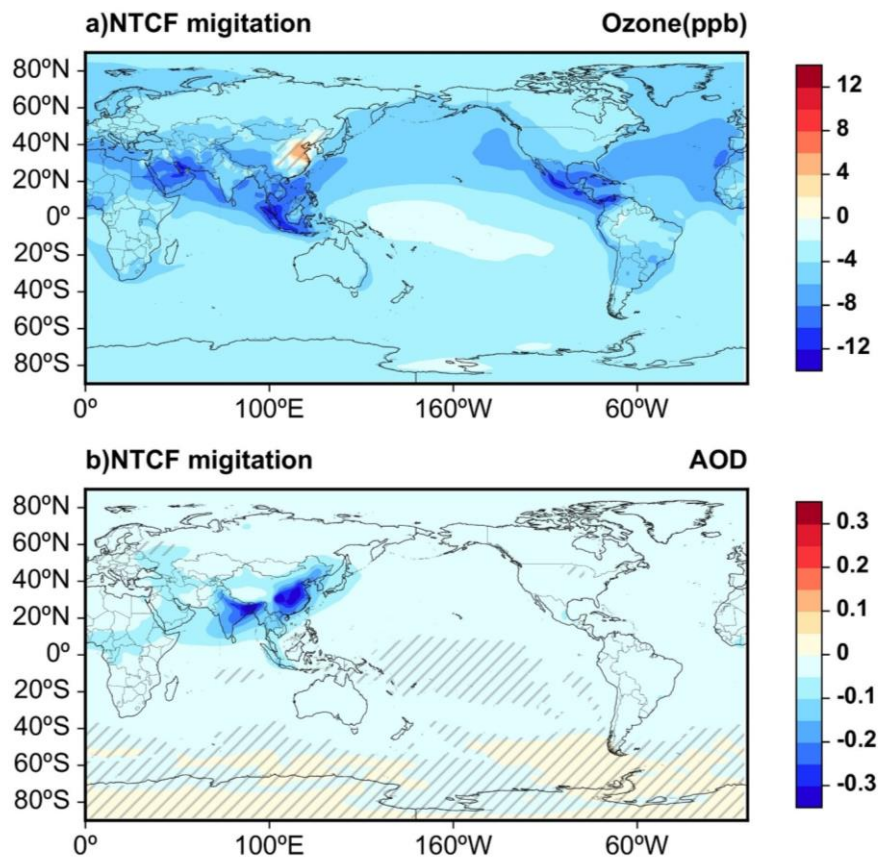 a)NTCF migitation Ozone(ppb)
80ºN
60ºN
40ºN
20ºN
0º
20ºS
40ºS
60ºS
80ºS
0º 100ºE 160ºW 60ºW
12
8
4
0
-4
-8
-12
b)NTCF migitation AOD
80ºN
60ºN
40ºN
20ºN
0º
20ºS
40ºS
60ºS
80ºS
0º 100ºE 160ºW 60ºW
0.3
0.2
0.1
0
-0.1
-0.2
-0.3